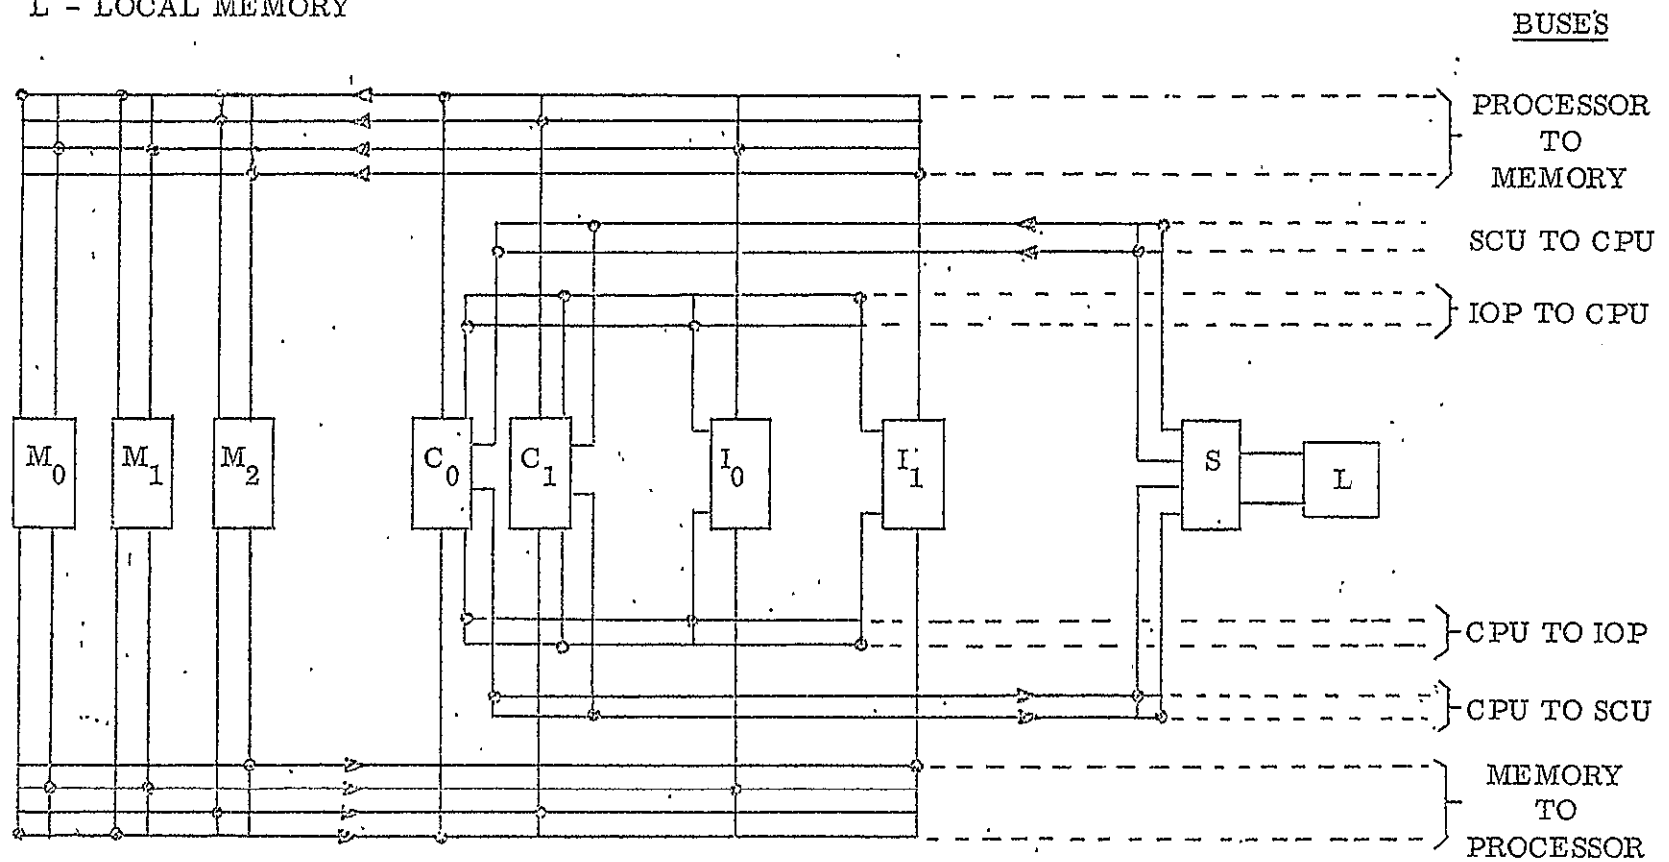 L - LOCAL MEMORY
BUSES
PROCESSOR
TO
MEMORY
SCU TO CPU
IOP TO CPU
M0 M1 M2 C0 C1 I0 I1 S L
CPU TO IOP
CPU TO SCU
MEMORY
TO
PROCESSOR